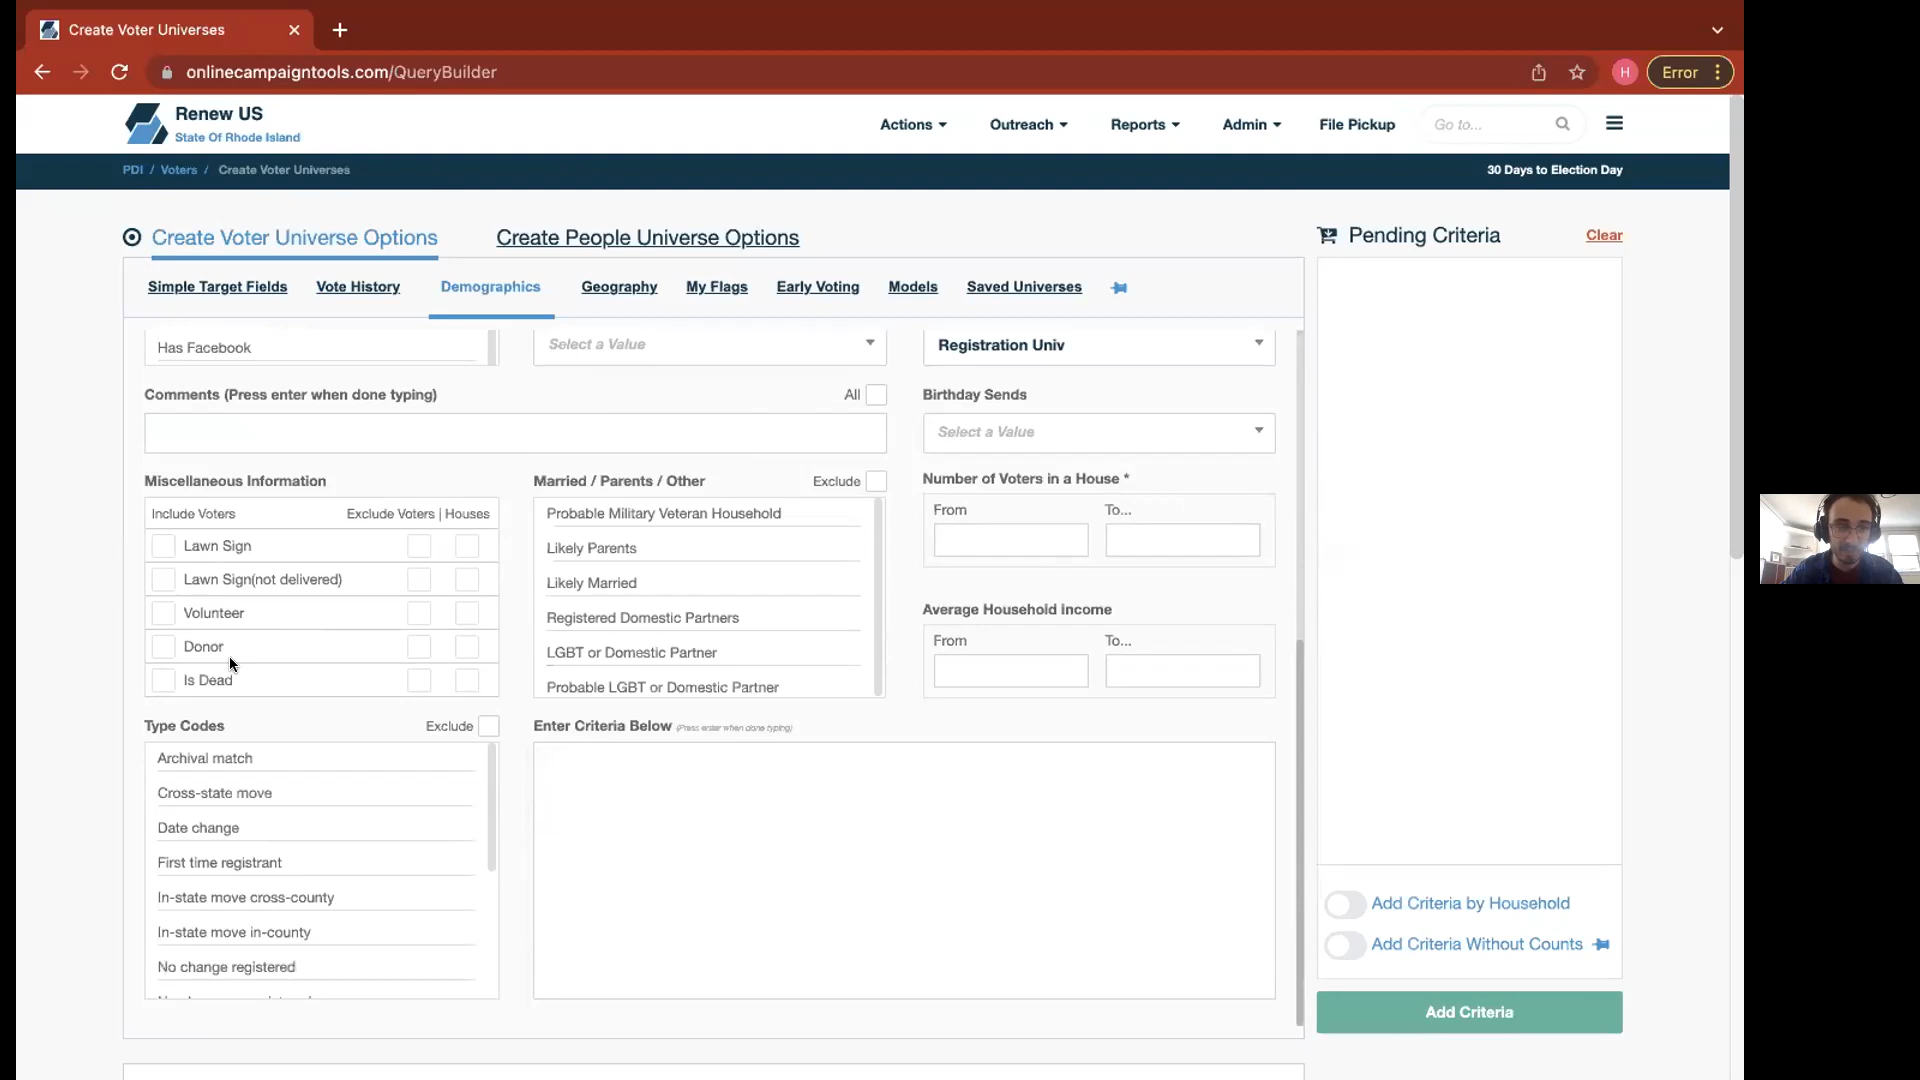 Create Voter Universes
onlinecampaigntools.com/QueryBuilder
H
Error
Renew US
State Of Rhode Island
Actions
Outreach
Reports
Admin
File Pickup
Go to...
PDI / Voters / Create Voter Universes
30 Days to Election Day
Create Voter Universe Options
Create People Universe Options
Pending Criteria
Clear
Simple Target Fields
Vote History
Demographics
Geography
My Flags
Early Voting
Models
Saved Universes
Has Facebook
Select a Value
Registration Univ
Comments (Press enter when done typing)
All
Birthday Sends
Select a Value
Miscellaneous Information
Include Voters
Exclude Voters | Houses
Lawn Sign
Lawn Sign(not delivered)
Volunteer
Donor
Is Dead
Married / Parents / Other
Exclude
Probable Military Veteran Household
Likely Parents
Likely Married
Registered Domestic Partners
LGBT or Domestic Partner
Probable LGBT or Domestic Partner
Number of Voters in a House *
From
To...
Average Household income
From
To...
Type Codes
Exclude
Archival match
Cross-state move
Date change
First time registrant
In-state move cross-county
In-state move in-county
No change registered
Enter Criteria Below (Press enter when done typing)
Add Criteria by Household
Add Criteria Without Counts
Add Criteria